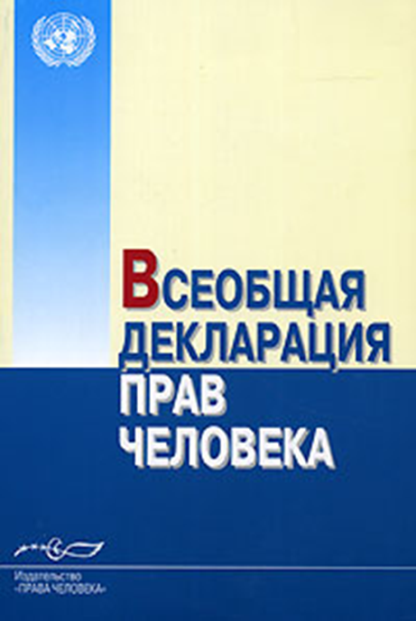 ВСЕОБЩАЯ
ДЕКЛАРАЦИЯ
ПРАВ
ЧЕЛОВЕКА
Издательство
«ПРАВА ЧЕЛОВЕКА»